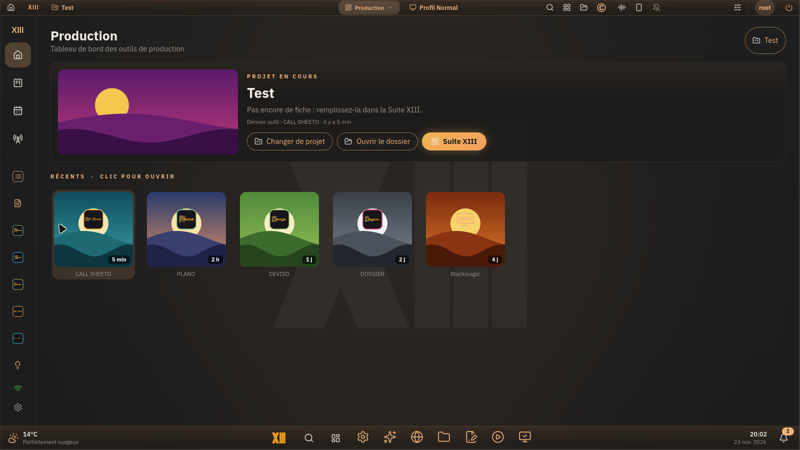 XIII
Test
Production
Profil Normal
root
XIII
Production
Tableau de bord des outils de production
Test
PROJET EN COURS
Test
Pas encore de fiche : remplissez-la dans la Suite XIII.
Dernier outil : CALL SHEETO · il y a 5 min
Changer de projet
Ouvrir le dossier
Suite XIII
RÉCENTS · CLIC POUR OUVRIR
5 min
2 h
1 j
2 j
4 j
CALL SHEETO
PLANO
DEVISO
DOSSIER
Blackmagic
XIII
14°C
Partiellement nuageux
XIII
20:02
23 nov. 2026
2